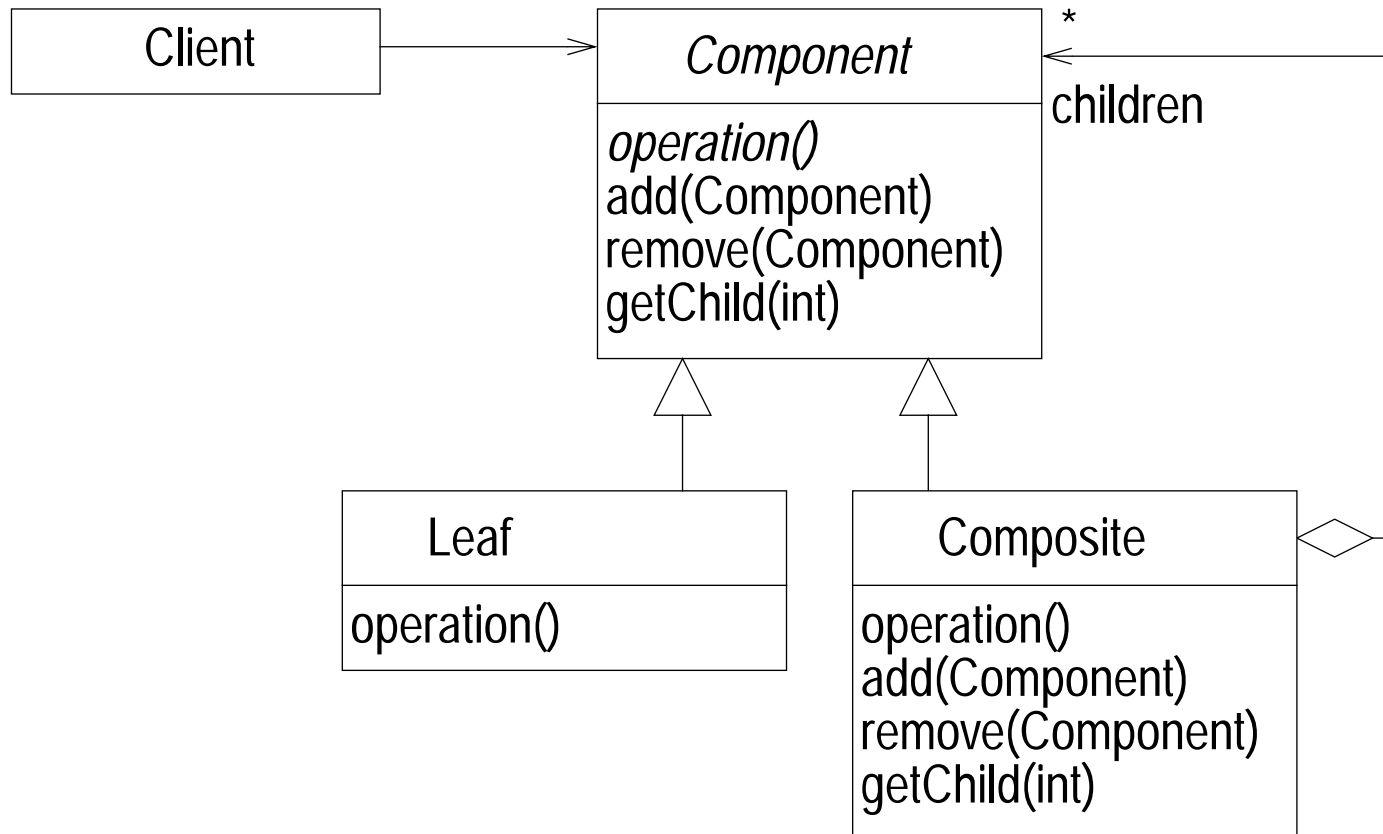 Client
Component
*
children
operation()
add(Component)
remove(Component)
getChild(int)
Leaf
operation()
Composite
operation()
add(Component)
remove(Component)
getChild(int)